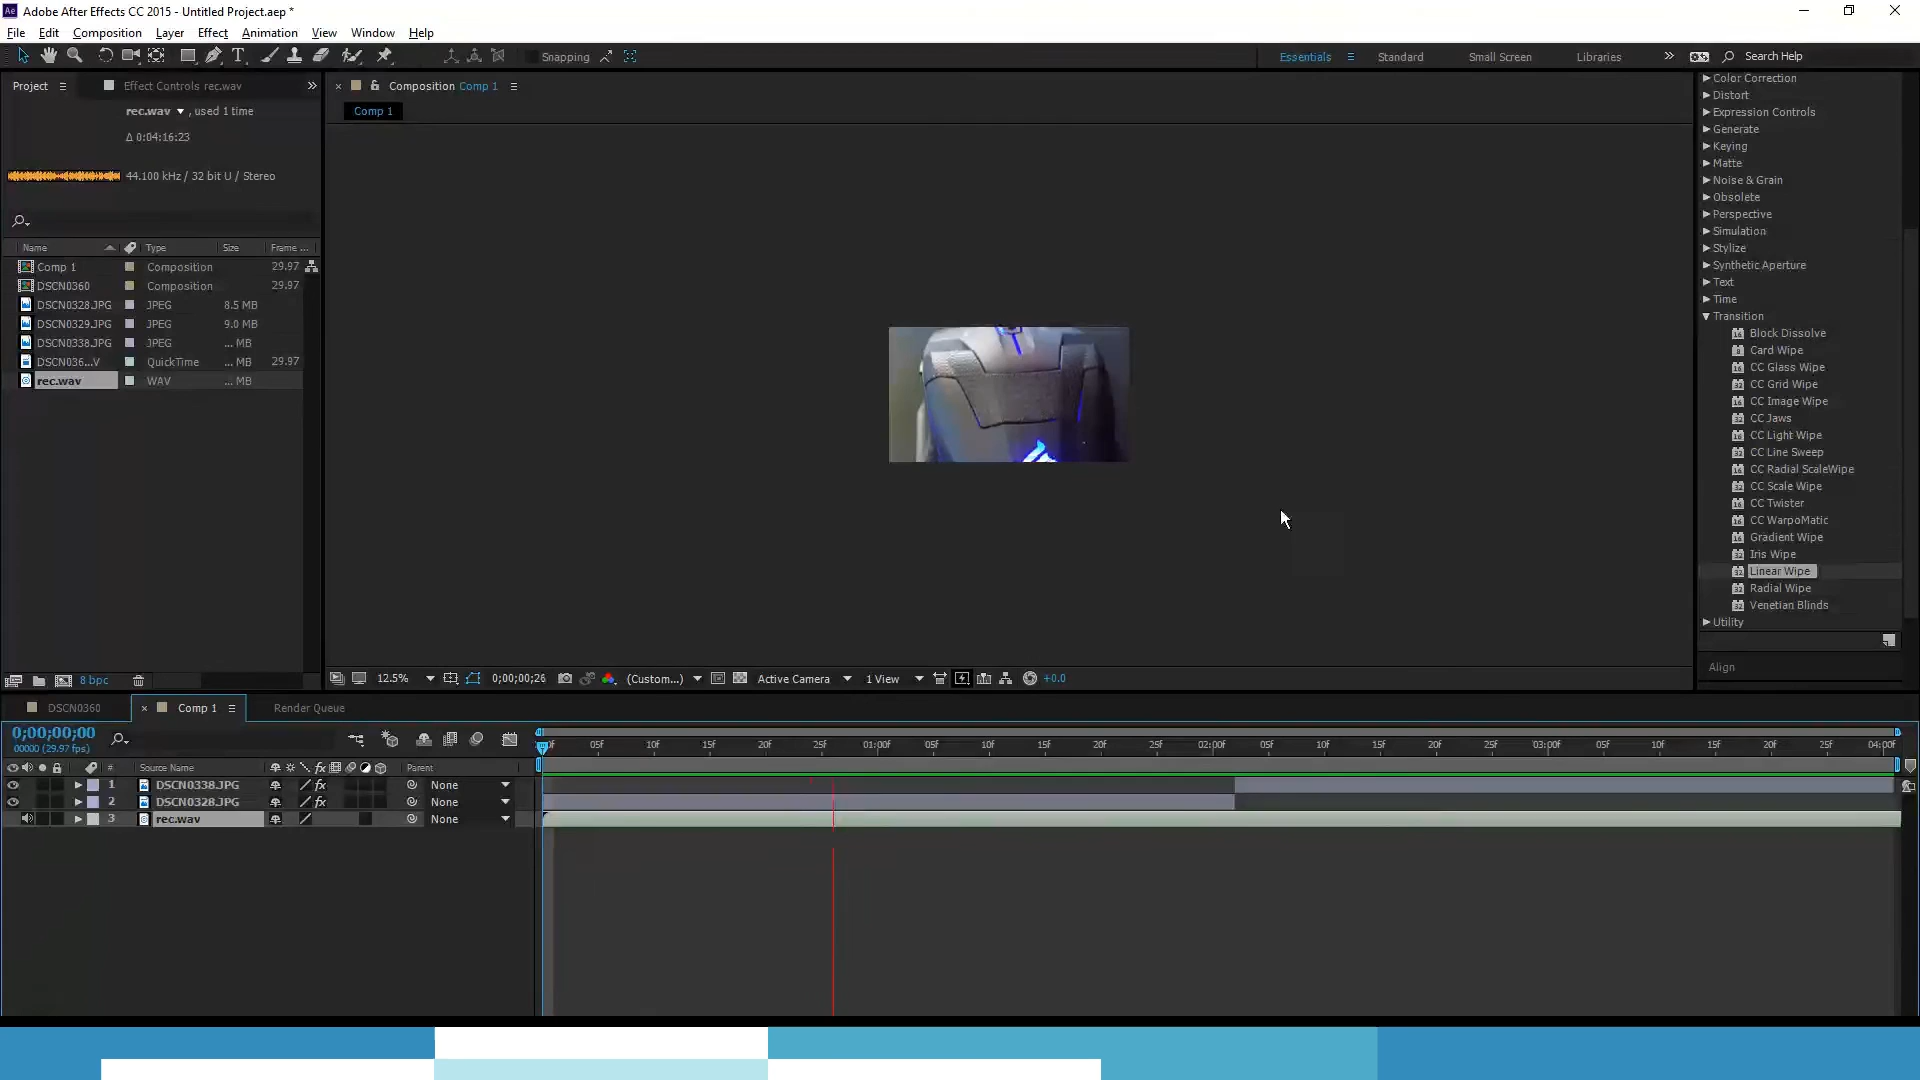 Adobe After Effects CC 2015 - Untitled Project.aep *
File Edit Composition Layer Effect Animation View Window Help
Snapping
Essentials Standard Small Screen Libraries Search Help
Project Effect Controls rec.wav
rec.wav , used 1 time
Δ 0:04:16:23
44.100 kHz / 32 bit U / Stereo
Name Type Size Frame ...
Comp 1 Composition 29.97
DSCN0360 Composition 29.97
DSCN0328.JPG JPEG 8.5 MB
DSCN0329.JPG JPEG 9.0 MB
DSCN0338.JPG JPEG ... MB
DSCN036...V QuickTime ... MB 29.97
rec.wav WAV ... MB
8 bpc
Composition Comp 1
Comp 1
12.5% 0;00;00;26 (Custom...) Active Camera 1 View +0.0
Color Correction
Distort
Expression Controls
Generate
Keying
Matte
Noise & Grain
Obsolete
Perspective
Simulation
Stylize
Synthetic Aperture
Text
Time
Transition
Block Dissolve
Card Wipe
CC Glass Wipe
CC Grid Wipe
CC Image Wipe
CC Jaws
CC Light Wipe
CC Line Sweep
CC Radial ScaleWipe
CC Scale Wipe
CC Twister
CC WarpoMatic
Gradient Wipe
Iris Wipe
Linear Wipe
Radial Wipe
Venetian Blinds
Utility
Align
DSCN0360 Comp 1 Render Queue
0;00;00;00
00000 (29.97 fps)
05f 10f 15f 20f 25f 01:00f 05f 10f 15f 20f 25f 02:00f 05f 10f 15f 20f 25f 03:00f 05f 10f 15f 20f 25f 04:00f
# Source Name fx Parent
1 DSCN0338.JPG fx None
2 DSCN0328.JPG fx None
3 rec.wav None